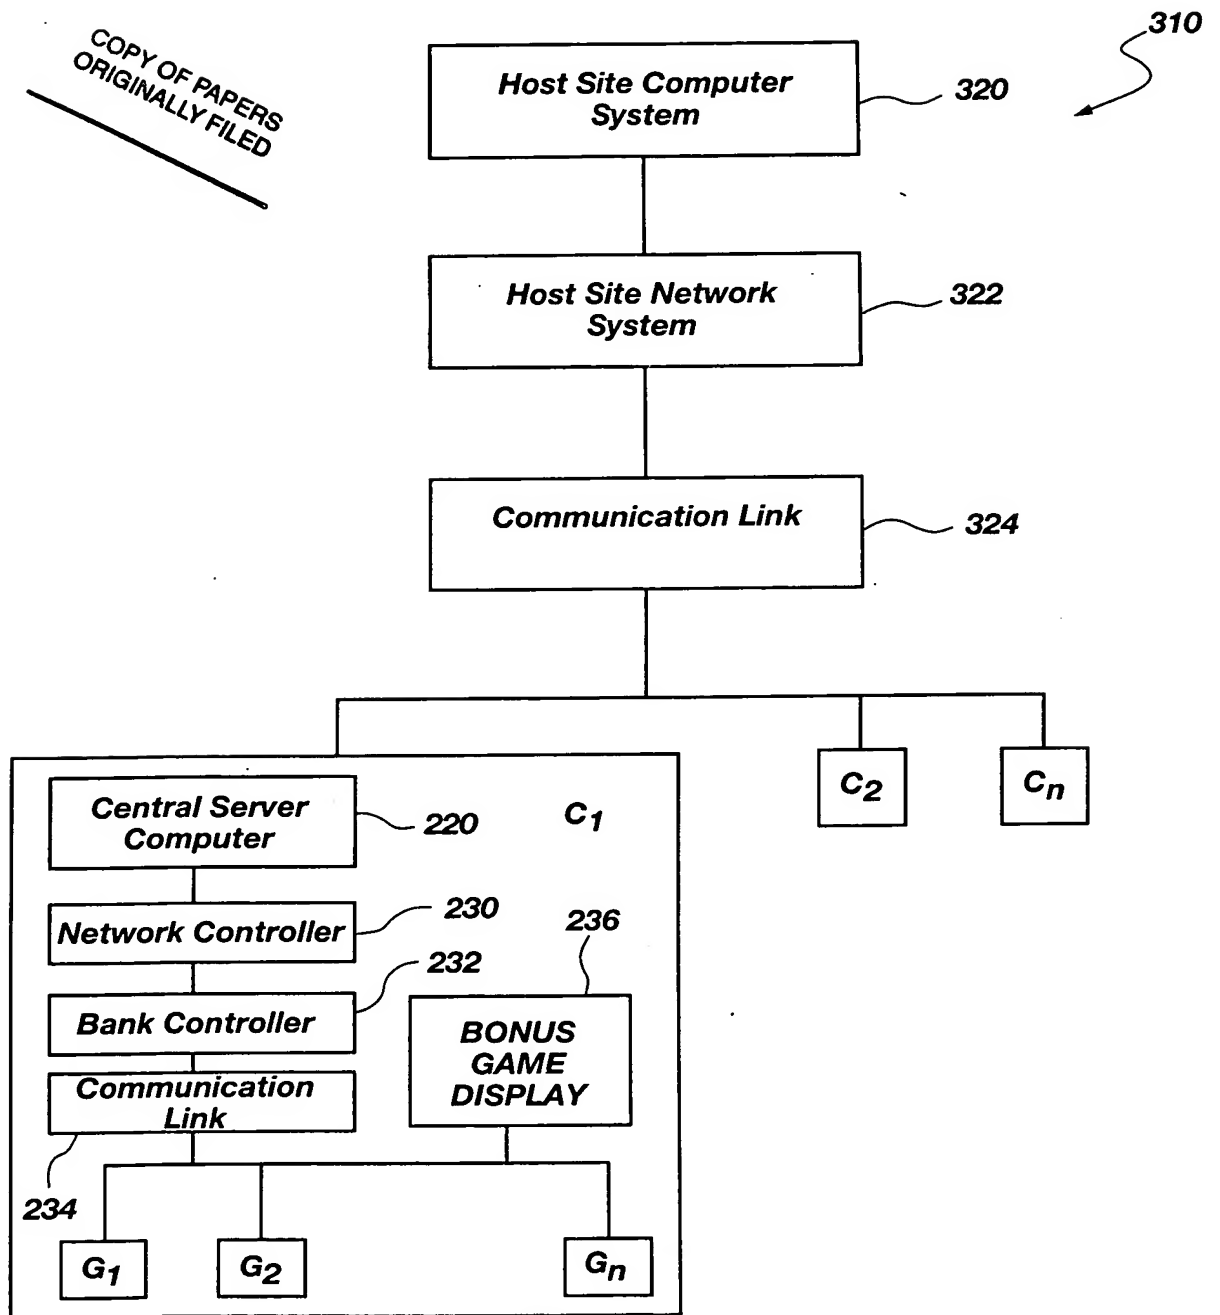 COPY OF PAPERS
ORIGINALLY FILED
310
Host Site Computer
System
320
Host Site Network
System
322
Communication Link
324
C1
C2
Cn
Central Server
Computer
220
Network Controller
230
236
232
Bank Controller
BONUS
GAME
DISPLAY
Communication
Link
234
G1
G2
Gn